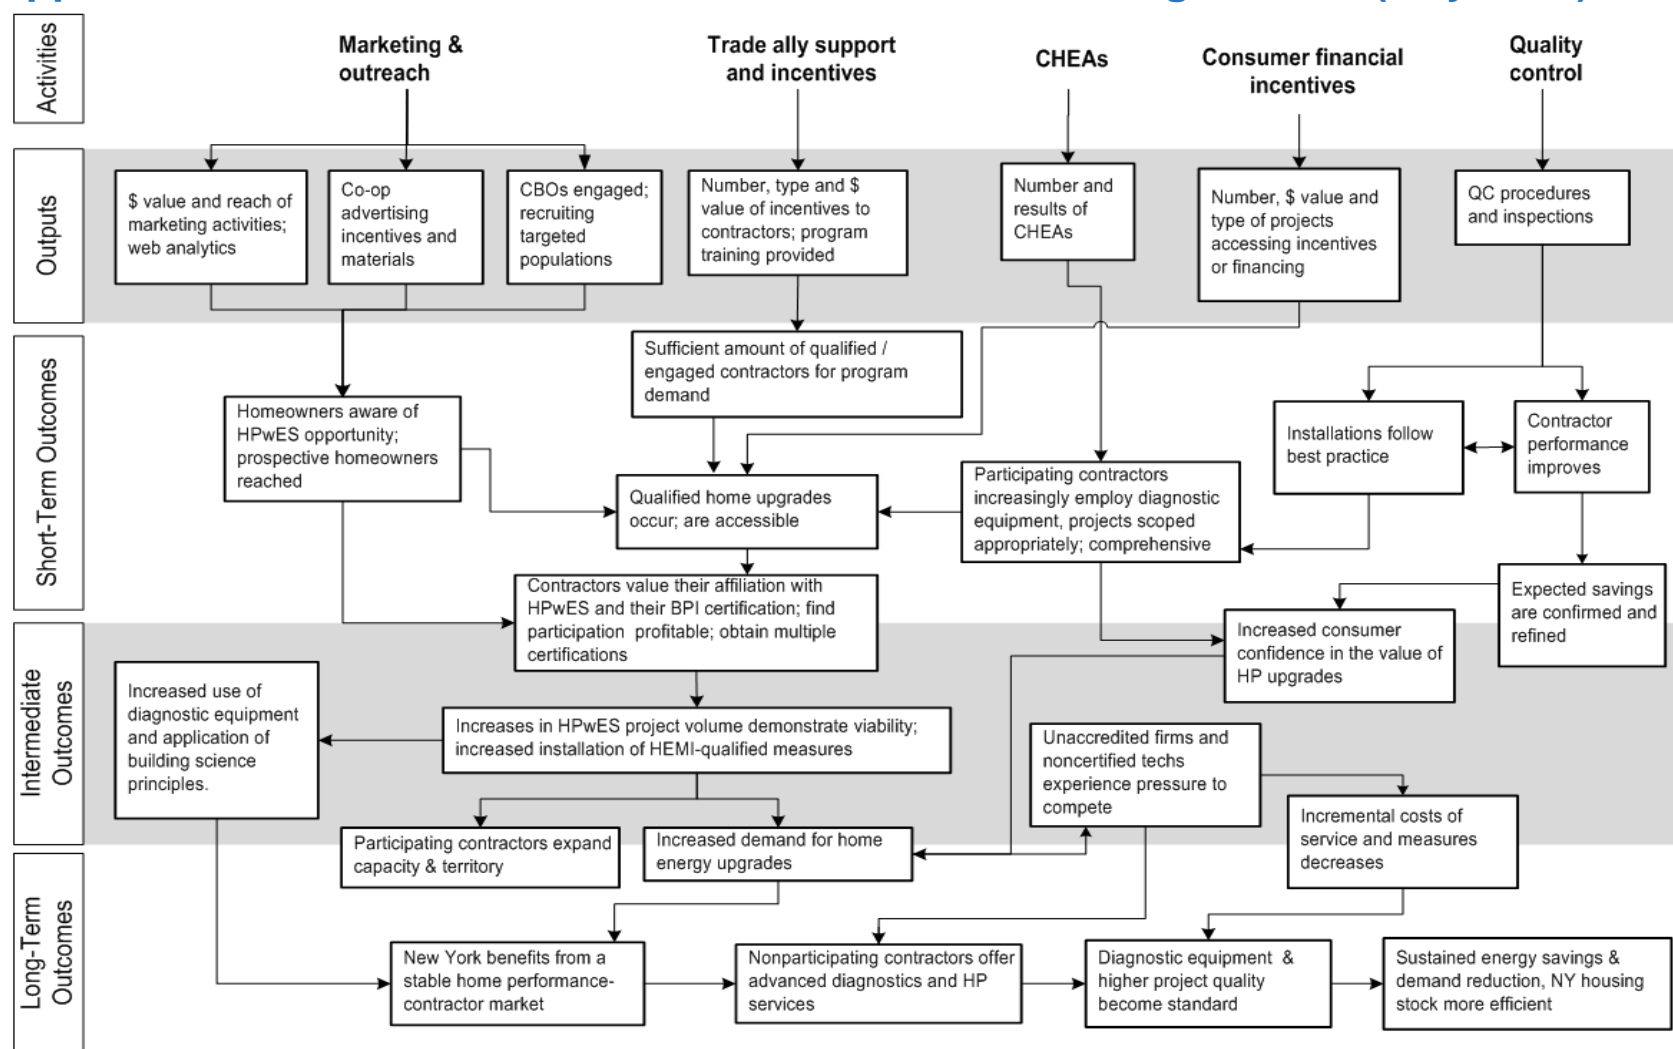 Activities
Marketing &
outreach
Trade ally support
and incentives
CHEAs
Consumer financial
incentives
Quality
control
Outputs
$ value and reach of
marketing activities;
web analytics
Co-op
advertising
incentives and
materials
CBOs engaged;
recruiting
targeted
populations
Number, type and $
value of incentives to
contractors; program
training provided
Number and
results of
CHEAs
Number, $ value and
type of projects
accessing incentives
or financing
QC procedures
and inspections
Short-Term Outcomes
Sufficient amount of qualified /
engaged contractors for program
demand
Homeowners aware of
HPwES opportunity;
prospective homeowners
reached
Installations follow
best practice
Contractor
performance
improves
Qualified home upgrades
occur; are accessible
Participating contractors
increasingly employ diagnostic
equipment, projects scoped
appropriately; comprehensive
Contractors value their affiliation with
HPwES and their BPI certification; find
participation profitable; obtain multiple
certifications
Expected savings
are confirmed and
refined
Intermediate
Outcomes
Increased consumer
confidence in the value of
HP upgrades
Increased use of
diagnostic equipment
and application of
building science
principles.
Increases in HPwES project volume demonstrate viability;
increased installation of HEMI-qualified measures
Unaccredited firms and
noncertified techs
experience pressure to
compete
Incremental costs of
service and measures
decreases
Participating contractors expand
capacity & territory
Increased demand for home
energy upgrades
Long-Term
Outcomes
New York benefits from a
stable home performance-
contractor market
Nonparticipating contractors offer
advanced diagnostics and HP
services
Diagnostic equipment &
higher project quality
become standard
Sustained energy savings &
demand reduction, NY housing
stock more efficient